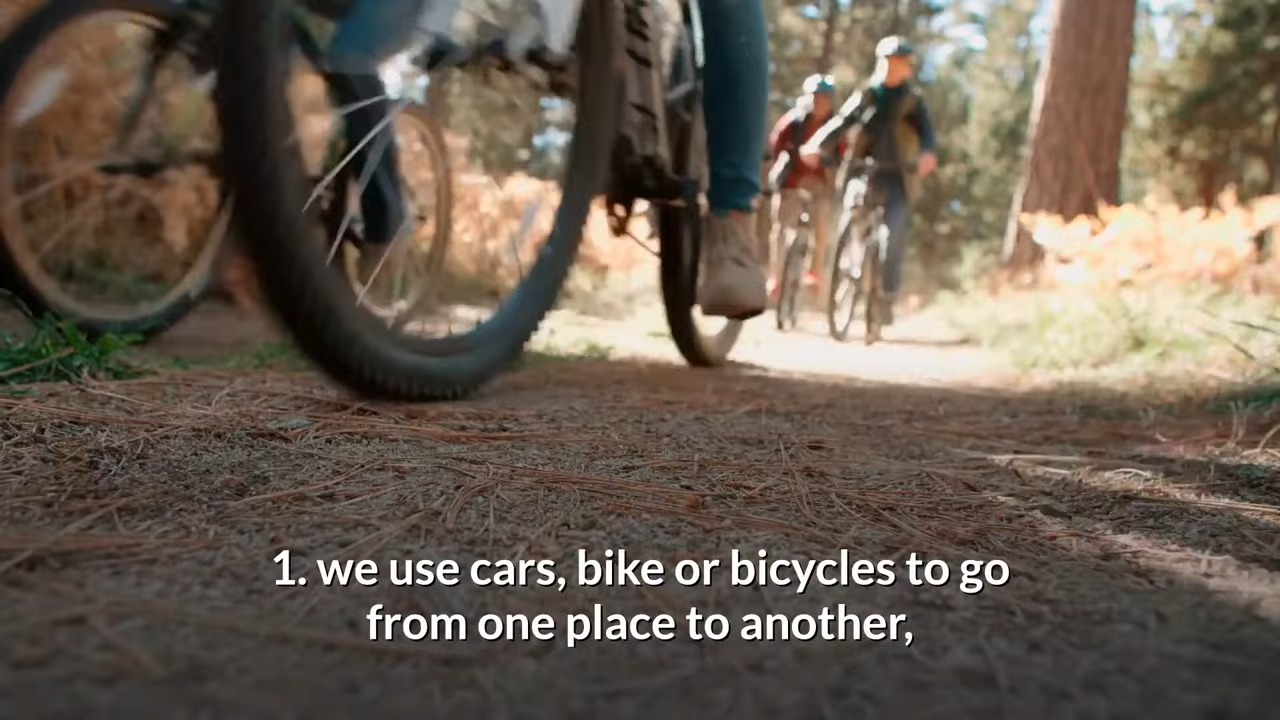 1. we use cars, bike or bicycles to go
from one place to another,